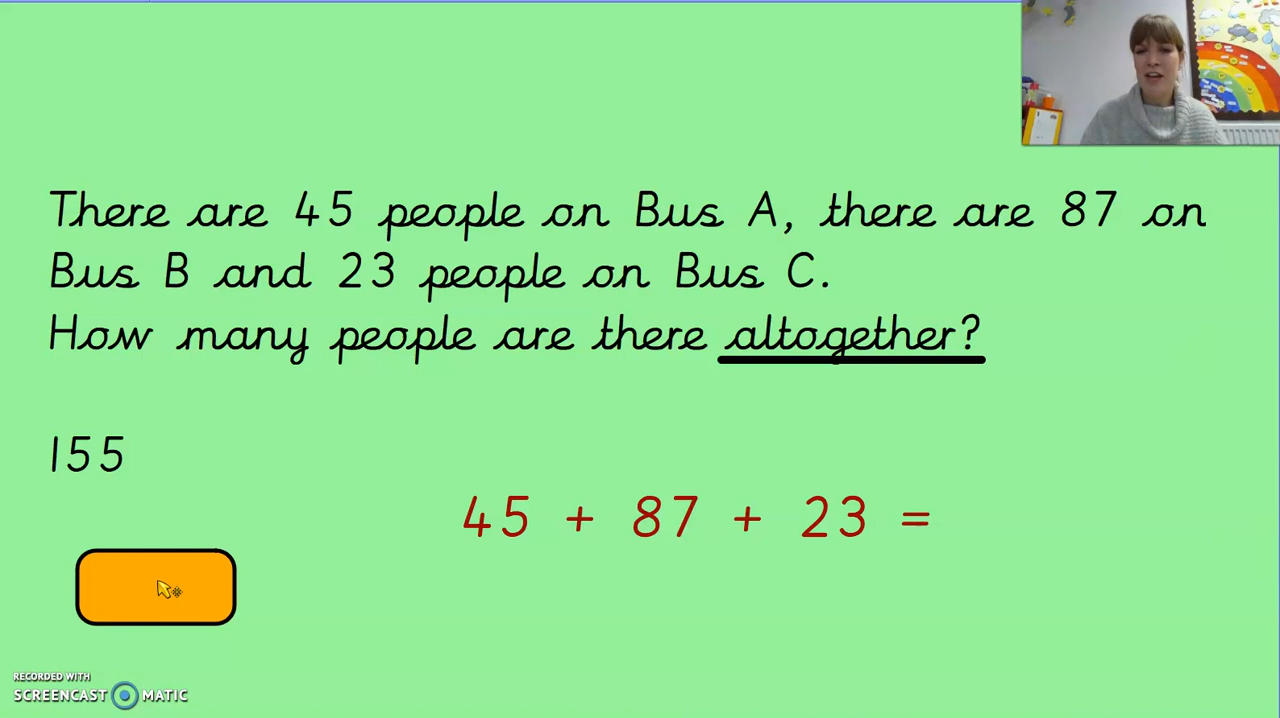 There are 45 people on Bus A, there are 87 on
Bus B and 23 people on Bus C.
How many people are there altogether?
155
45 + 87 + 23 =
RECORDED WITH
SCREENCAST MATIC